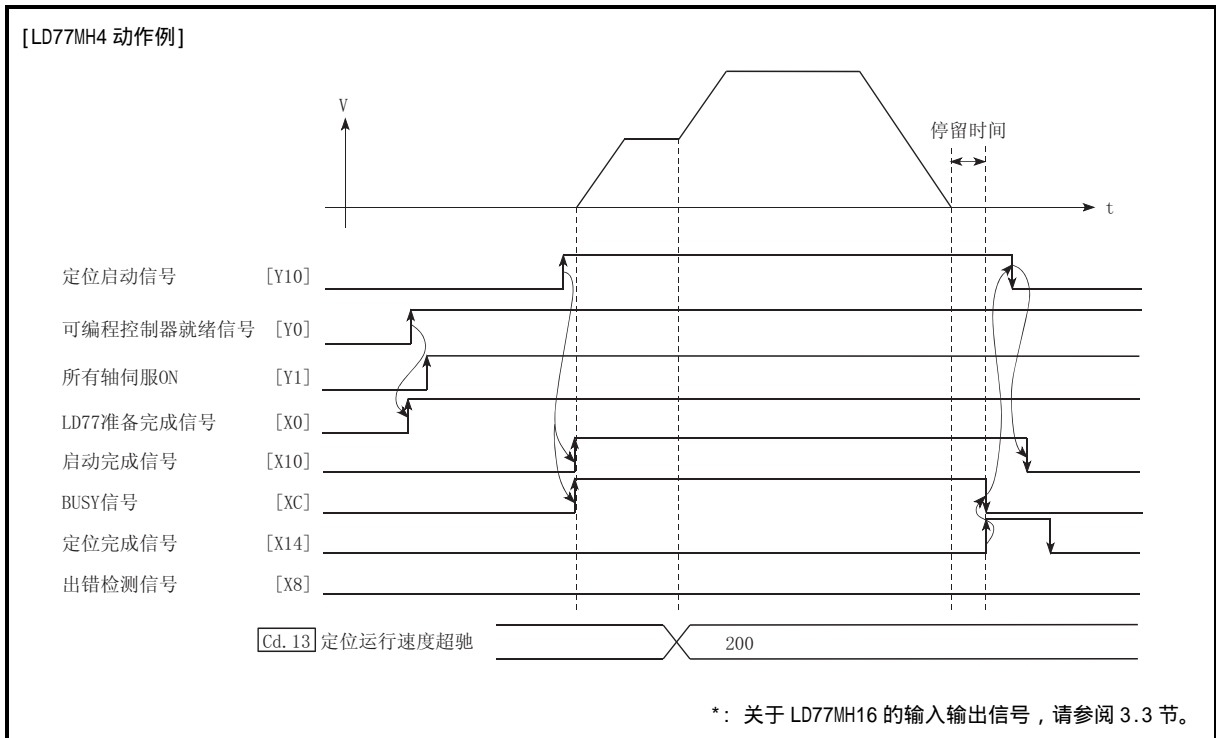 [LD77MH4 动作例]
V
停留时间
t
定位启动信号 [Y10]
可编程控制器就绪信号 [Y0]
所有轴伺服ON [Y1]
LD77准备完成信号 [X0]
启动完成信号 [X10]
BUSY信号 [XC]
定位完成信号 [X14]
出错检测信号 [X8]
Cd.13 定位运行速度超驰 200
*: 关于 LD77MH16 的输入输出信号，请参阅 3.3 节。